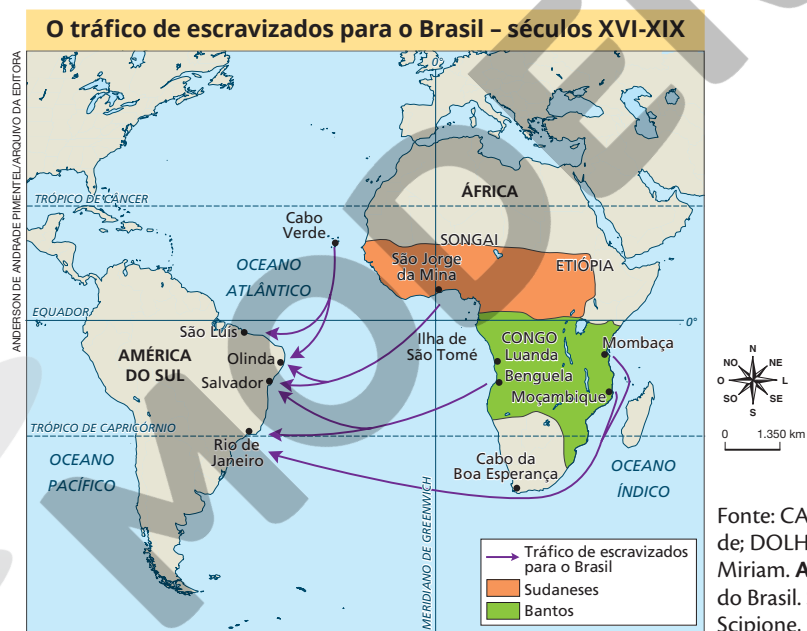 O tráfico de escravizados para o Brasil – séculos XVI-XIX
ANDERSON DE ANDRADE PIMENTEL/ARQUIVO DA EDITORA
0°
TRÓPICO DE CÂNCER
ÁFRICA
Cabo
Verde
SONGAI
São Jorge
da Mina
ETIÓPIA
OCEANO
ATLÂNTICO
EQUADOR
0°
São Luís
Ilha de
São Tomé
CONGO
Mombaça
AMÉRICA
DO SUL
Olinda
Luanda
Salvador
Benguela
Moçambique
TRÓPICO DE CAPRICÓRNIO
Rio de
Janeiro
OCEANO
PACÍFICO
Cabo da
Boa Esperança
OCEANO
ÍNDICO
MERIDIANO DE GREENWICH
Tráfico de escravizados
para o Brasil
Sudaneses
Bantos
N
NO
NE
O
L
SO
SE
S
0 1.350 km
Fonte: CA
de; DOLH
Miriam. A
do Brasil.
Scipione,
MODE